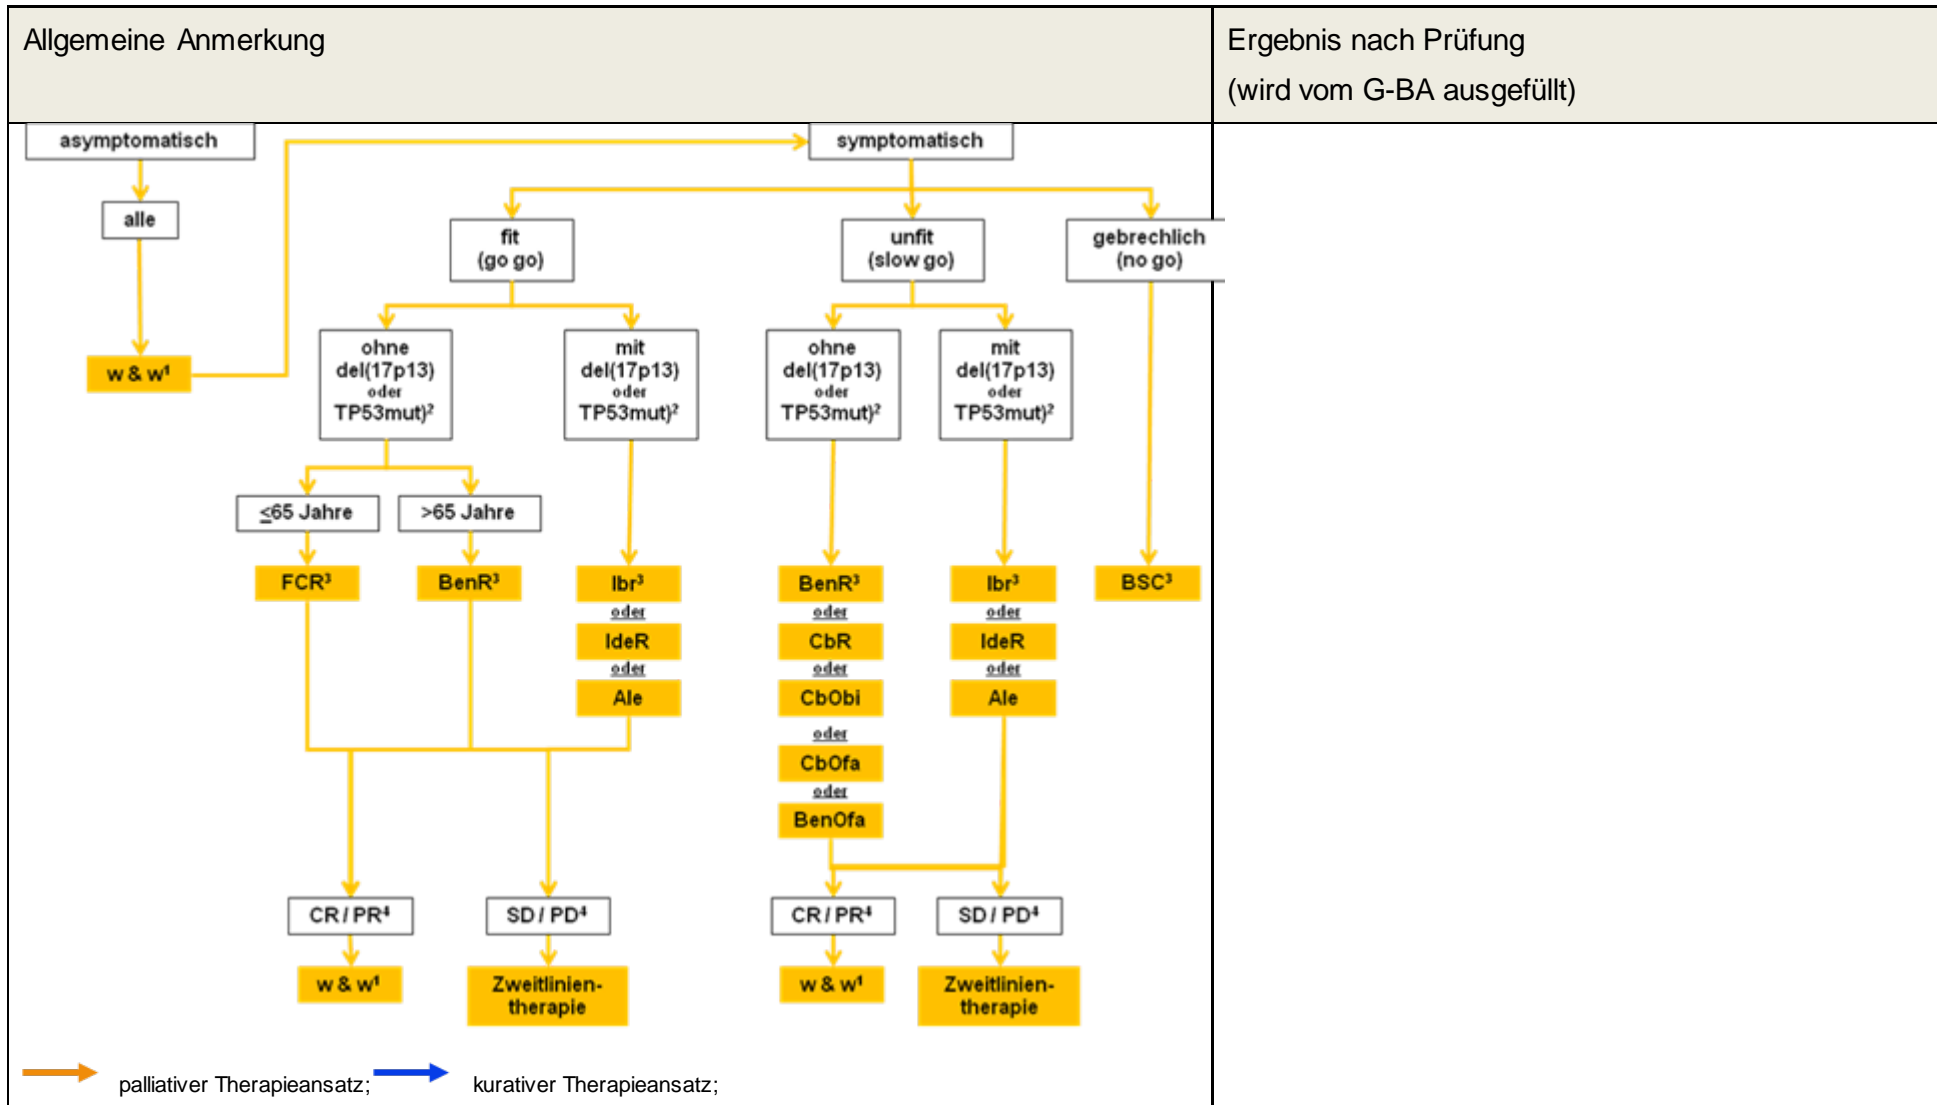 Allgemeine Anmerkung
Ergebnis nach Prüfung
(wird vom G-BA ausgefüllt)
asymptomatisch
symptomatisch
alle
fit
(go go)
unfit
(slow go)
gebrechlich
(no go)
w & w¹
ohne
del(17p13)
oder
TP53mut)²
mit
del(17p13)
oder
TP53mut)²
ohne
del(17p13)
oder
TP53mut)²
mit
del(17p13)
oder
TP53mut)²
≤65 Jahre
>65 Jahre
FCR³
BenR³
Ibr³
oder
IdeR
oder
Ale
BenR³
oder
CbR
oder
CbObi
oder
CbOfa
oder
BenOfa
Ibr³
oder
IdeR
oder
Ale
BSC³
CR / PR⁴
SD / PD⁴
CR / PR⁴
SD / PD⁴
w & w¹
Zweitlinien-
therapie
w & w¹
Zweitlinien-
therapie
palliativer Therapieansatz;
kurativer Therapieansatz;